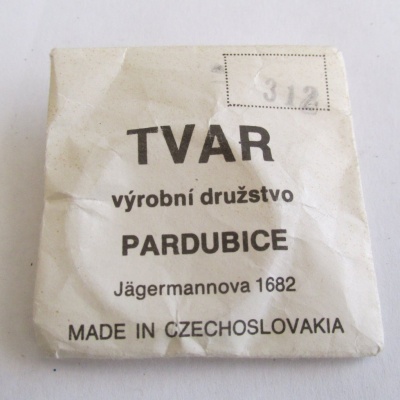 312
TVAR
výrobní družstvo
PARDUBICE
Jägermannova 1682
MADE IN CZECHOSLOVAKIA